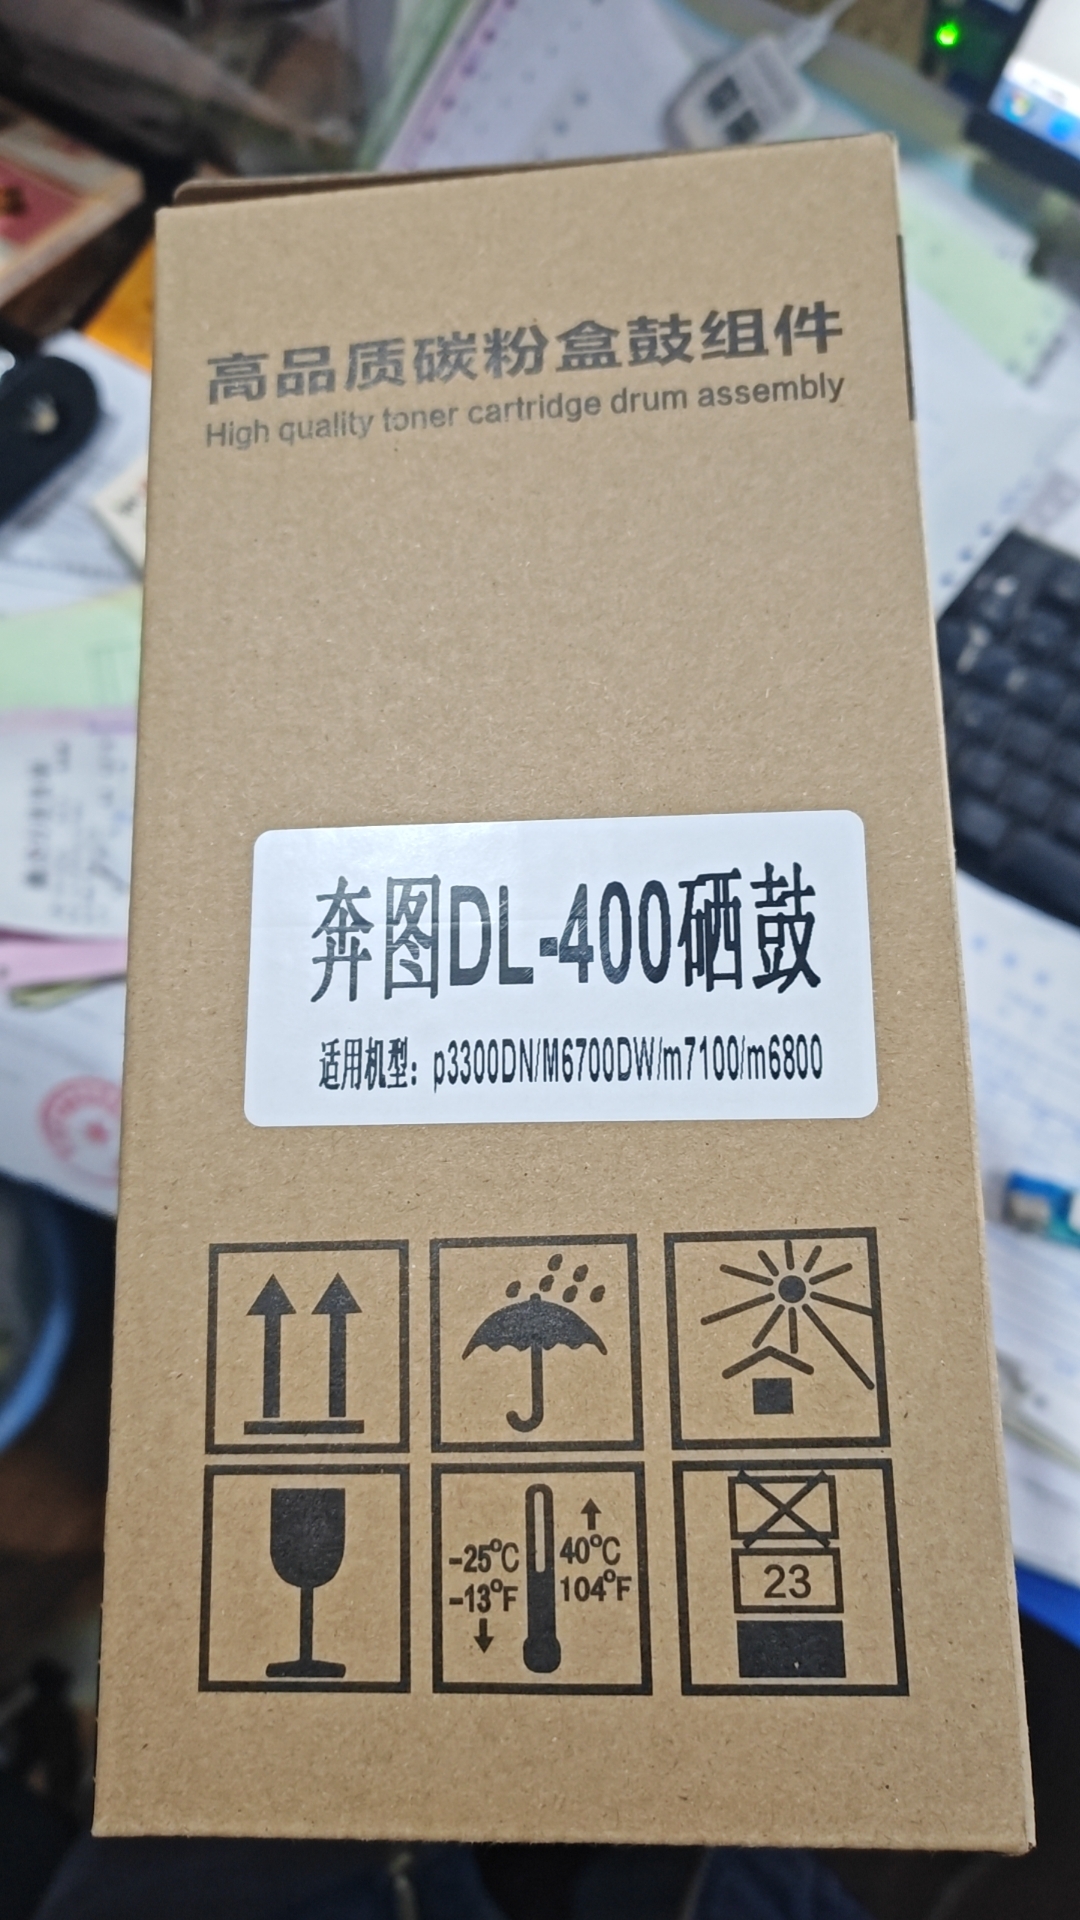 高品质碳粉盒鼓组件
High quality toner cartridge drum assembly
奔图DL-400硒鼓
适用机型：p3300DN/M6700DW/m7100/m6800
-25°C
-13°F
40°C
104°F
23